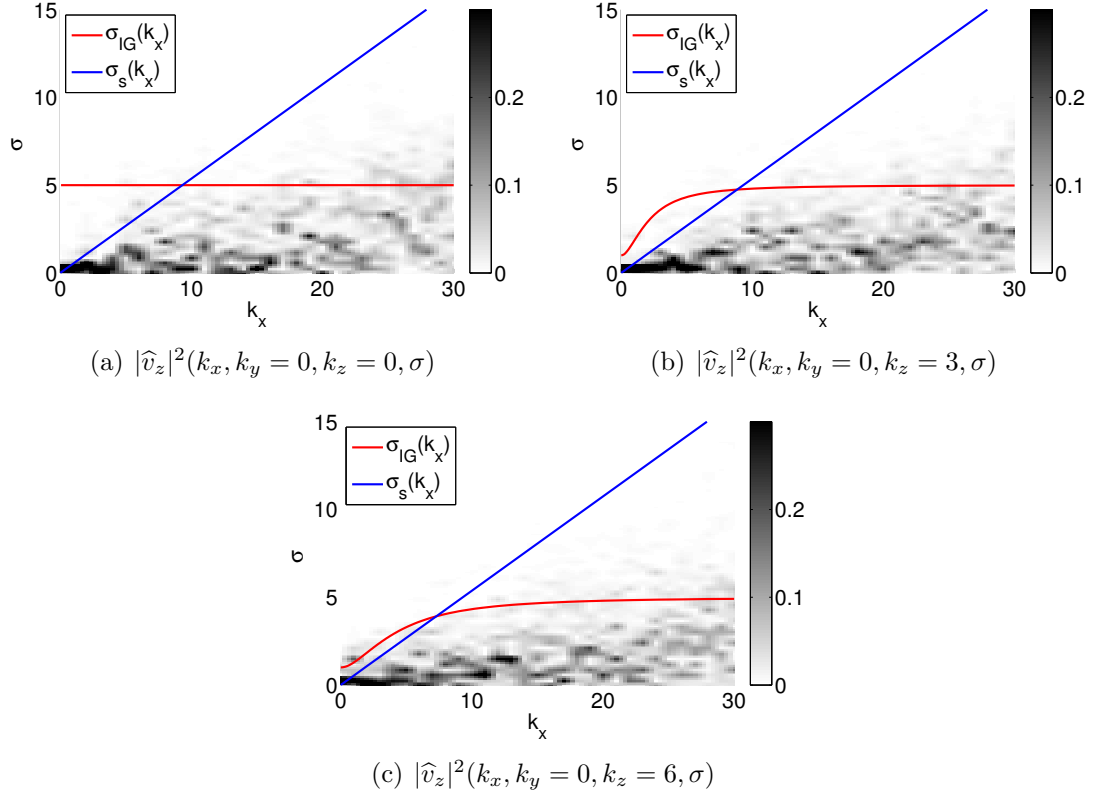 15
10
5
0
σ
σ_IG(k_x)
σ_s(k_x)
0 10 20 30
k_x
0.2
0.1
0
(a) |v̂_z|²(k_x, k_y = 0, k_z = 0, σ)
15
10
5
0
σ
σ_IG(k_x)
σ_s(k_x)
0 10 20 30
k_x
0.2
0.1
0
(b) |v̂_z|²(k_x, k_y = 0, k_z = 3, σ)
15
10
5
0
σ
σ_IG(k_x)
σ_s(k_x)
0 10 20 30
k_x
0.2
0.1
0
(c) |v̂_z|²(k_x, k_y = 0, k_z = 6, σ)